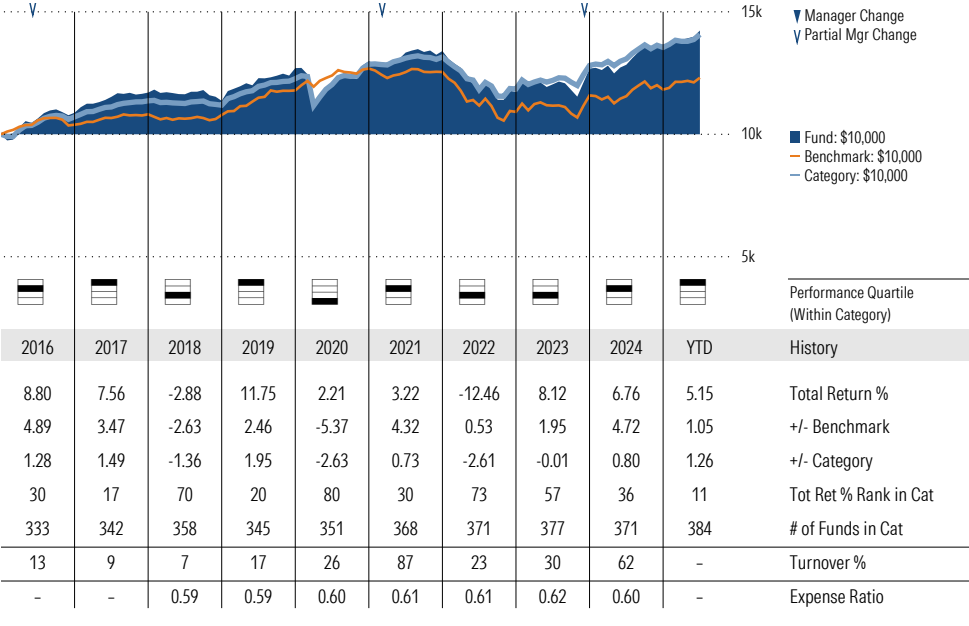 15k
Manager Change
Partial Mgr Change
10k
Fund: $10,000
Benchmark: $10,000
Category: $10,000
5k
Performance Quartile
(Within Category)
2016 2017 2018 2019 2020 2021 2022 2023 2024 YTD History
8.80 7.56 -2.88 11.75 2.21 3.22 -12.46 8.12 6.76 5.15 Total Return %
4.89 3.47 -2.63 2.46 -5.37 4.32 0.53 1.95 4.72 1.05 +/- Benchmark
1.28 1.49 -1.36 1.95 -2.63 0.73 -2.61 -0.01 0.80 1.26 +/- Category
30 17 70 20 80 30 73 57 36 11 Tot Ret % Rank in Cat
333 342 358 345 351 368 371 377 371 384 # of Funds in Cat
13 9 7 17 26 87 23 30 62 – Turnover %
– – 0.59 0.59 0.60 0.61 0.61 0.62 0.60 – Expense Ratio